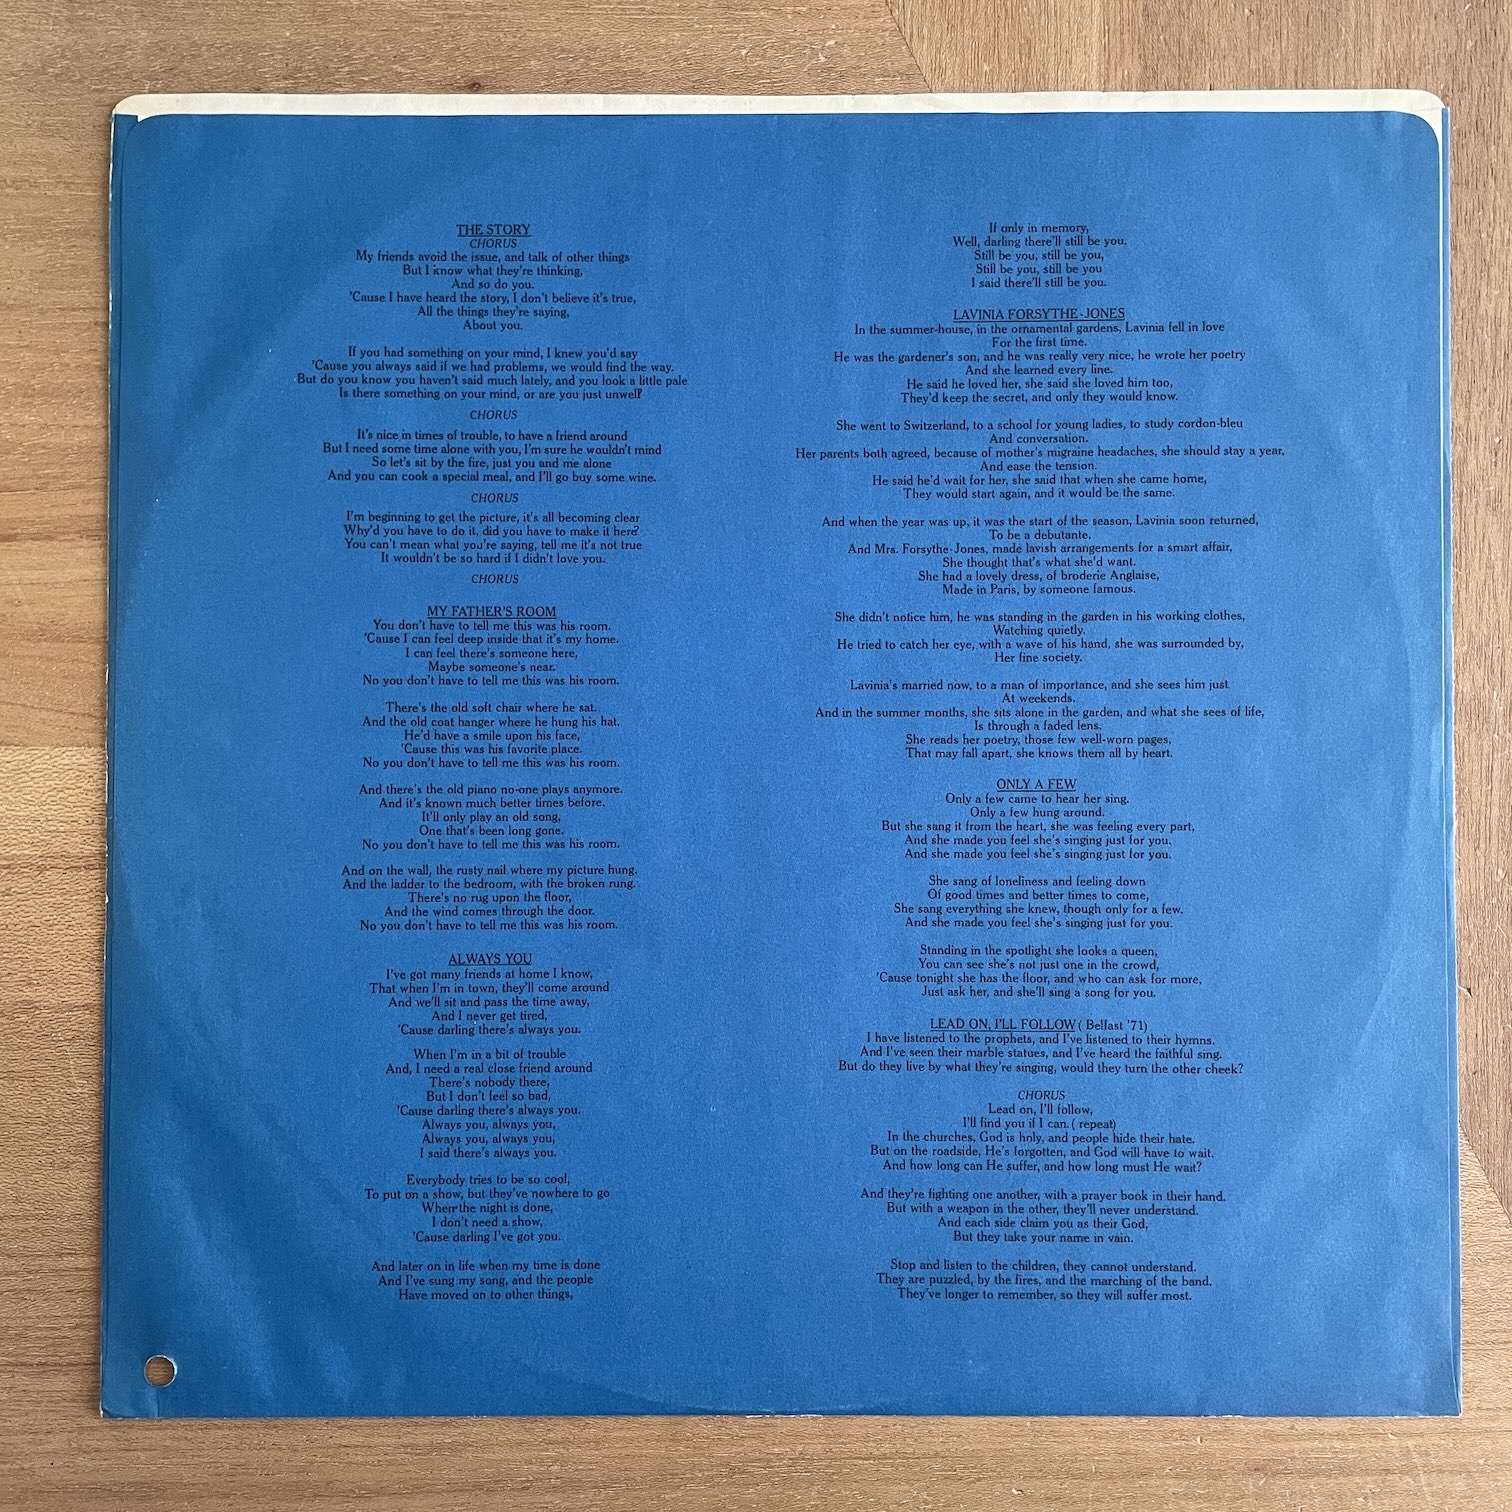 THE STORY
CHORUS
My friends avoid the issue, and talk of other things
But I know what they're thinking,
And so do you.
'Cause I have heard the story, I don't believe it's true,
All the things they're saying,
About you.
If you had something on your mind, I knew you'd say
'Cause you always said if we had problems, we would find the way.
But do you know you haven't said much lately, and you look a little pale
Is there something on your mind, or are you just unwell?
CHORUS
It's nice in times of trouble, to have a friend around
But I need some time alone with you, I'm sure he wouldn't mind
So let's sit by the fire, just you and me alone
And you can cook a special meal, and I'll go buy some wine.
CHORUS
I'm beginning to get the picture, it's all becoming clear
Why'd you have to do it, did you have to make it here?
You can't mean what you're saying, tell me it's not true
It wouldn't be so hard if I didn't love you.
CHORUS
MY FATHER'S ROOM
You don't have to tell me this was his room.
'Cause I can feel deep inside that it's my home.
I can feel there's someone here,
Maybe someone's near.
No you don't have to tell me this was his room.
There's the old soft chair where he sat.
And the old coat hanger where he hung his hat.
He'd have a smile upon his face,
'Cause this was his favorite place.
No you don't have to tell me this was his room.
And there's the old piano no-one plays anymore.
And it's known much better times before.
It'll only play an old song,
One that's been long gone.
No you don't have to tell me this was his room.
And on the wall, the rusty nail where my picture hung.
And the ladder to the bedroom, with the broken rung.
There's no rug upon the floor,
And the wind comes through the door.
No you don't have to tell me this was his room.
ALWAYS YOU
I've got many friends at home I know,
That when I'm in town, they'll come around
And we'll sit and pass the time away,
And I never get tired,
'Cause darling there's always you.
When I'm in a bit of trouble
And, I need a real close friend around
There's nobody there,
But I don't feel so bad,
'Cause darling there's always you.
Always you, always you,
Always you, always you,
I said there's always you.
Everybody tries to be so cool,
To put on a show, but they've nowhere to go
When the night is done,
I don't need a show,
'Cause darling I've got you.
And later on in life when my time is done
And I've sung my song, and the people
Have moved on to other things,
If only in memory,
Well, darling there'll still be you.
Still be you, still be you,
Still be you, still be you
I said there'll still be you.
LAVINIA FORSYTHE-JONES
In the summer-house, in the ornamental gardens, Lavinia fell in love
For the first time.
He was the gardener's son, and he was really very nice, he wrote her poetry
And she learned every line.
He said he loved her, she said she loved him too,
They'd keep the secret, and only they would know.
She went to Switzerland, to a school for young ladies, to study cordon-bleu
And conversation.
Her parents both agreed, because of mother's migraine headaches, she should stay a year,
And ease the tension.
He said he'd wait for her, she said that when she came home,
They would start again, and it would be the same.
And when the year was up, it was the start of the season, Lavinia soon returned,
To be a debutante.
And Mrs. Forsythe-Jones, made lavish arrangements for a smart affair,
She thought that's what she'd want.
She had a lovely dress, of broderie Anglaise,
Made in Paris, by someone famous.
She didn't notice him, he was standing in the garden in his working clothes,
Watching quietly.
He tried to catch her eye, with a wave of his hand, she was surrounded by,
Her fine society.
Lavinia's married now, to a man of importance, and she sees him just
At weekends.
And in the summer months, she sits alone in the garden, and what she sees of life,
Is through a faded lens.
She reads her poetry, those few well-worn pages,
That may fall apart, she knows them all by heart.
ONLY A FEW
Only a few came to hear her sing.
Only a few hung around.
But she sang it from the heart, she was feeling every part,
And she made you feel she's singing just for you.
And she made you feel she's singing just for you.
She sang of loneliness and feeling down
Of good times and better times to come,
She sang everything she knew, though only for a few.
And she made you feel she's singing just for you.
Standing in the spotlight she looks a queen,
You can see she's not just one in the crowd,
'Cause tonight she has the floor, and who can ask for more,
Just ask her, and she'll sing a song for you.
LEAD ON, I'LL FOLLOW ( Belfast '71)
I have listened to the prophets, and I've listened to their hymns.
And I've seen their marble statues, and I've heard the faithful sing.
But do they live by what they're singing, would they turn the other cheek?
CHORUS
Lead on, I'll follow,
I'll find you if I can. ( repeat)
In the churches, God is holy, and people hide their hate.
But on the roadside, He's forgotten, and God will have to wait.
And how long can He suffer, and how long must He wait?
And they're fighting one another, with a prayer book in their hand.
But with a weapon in the other, they'll never understand.
And each side claim you as their God,
But they take your name in vain.
Stop and listen to the children, they cannot understand.
They are puzzled, by the fires, and the marching of the band.
They've longer to remember, so they will suffer most.